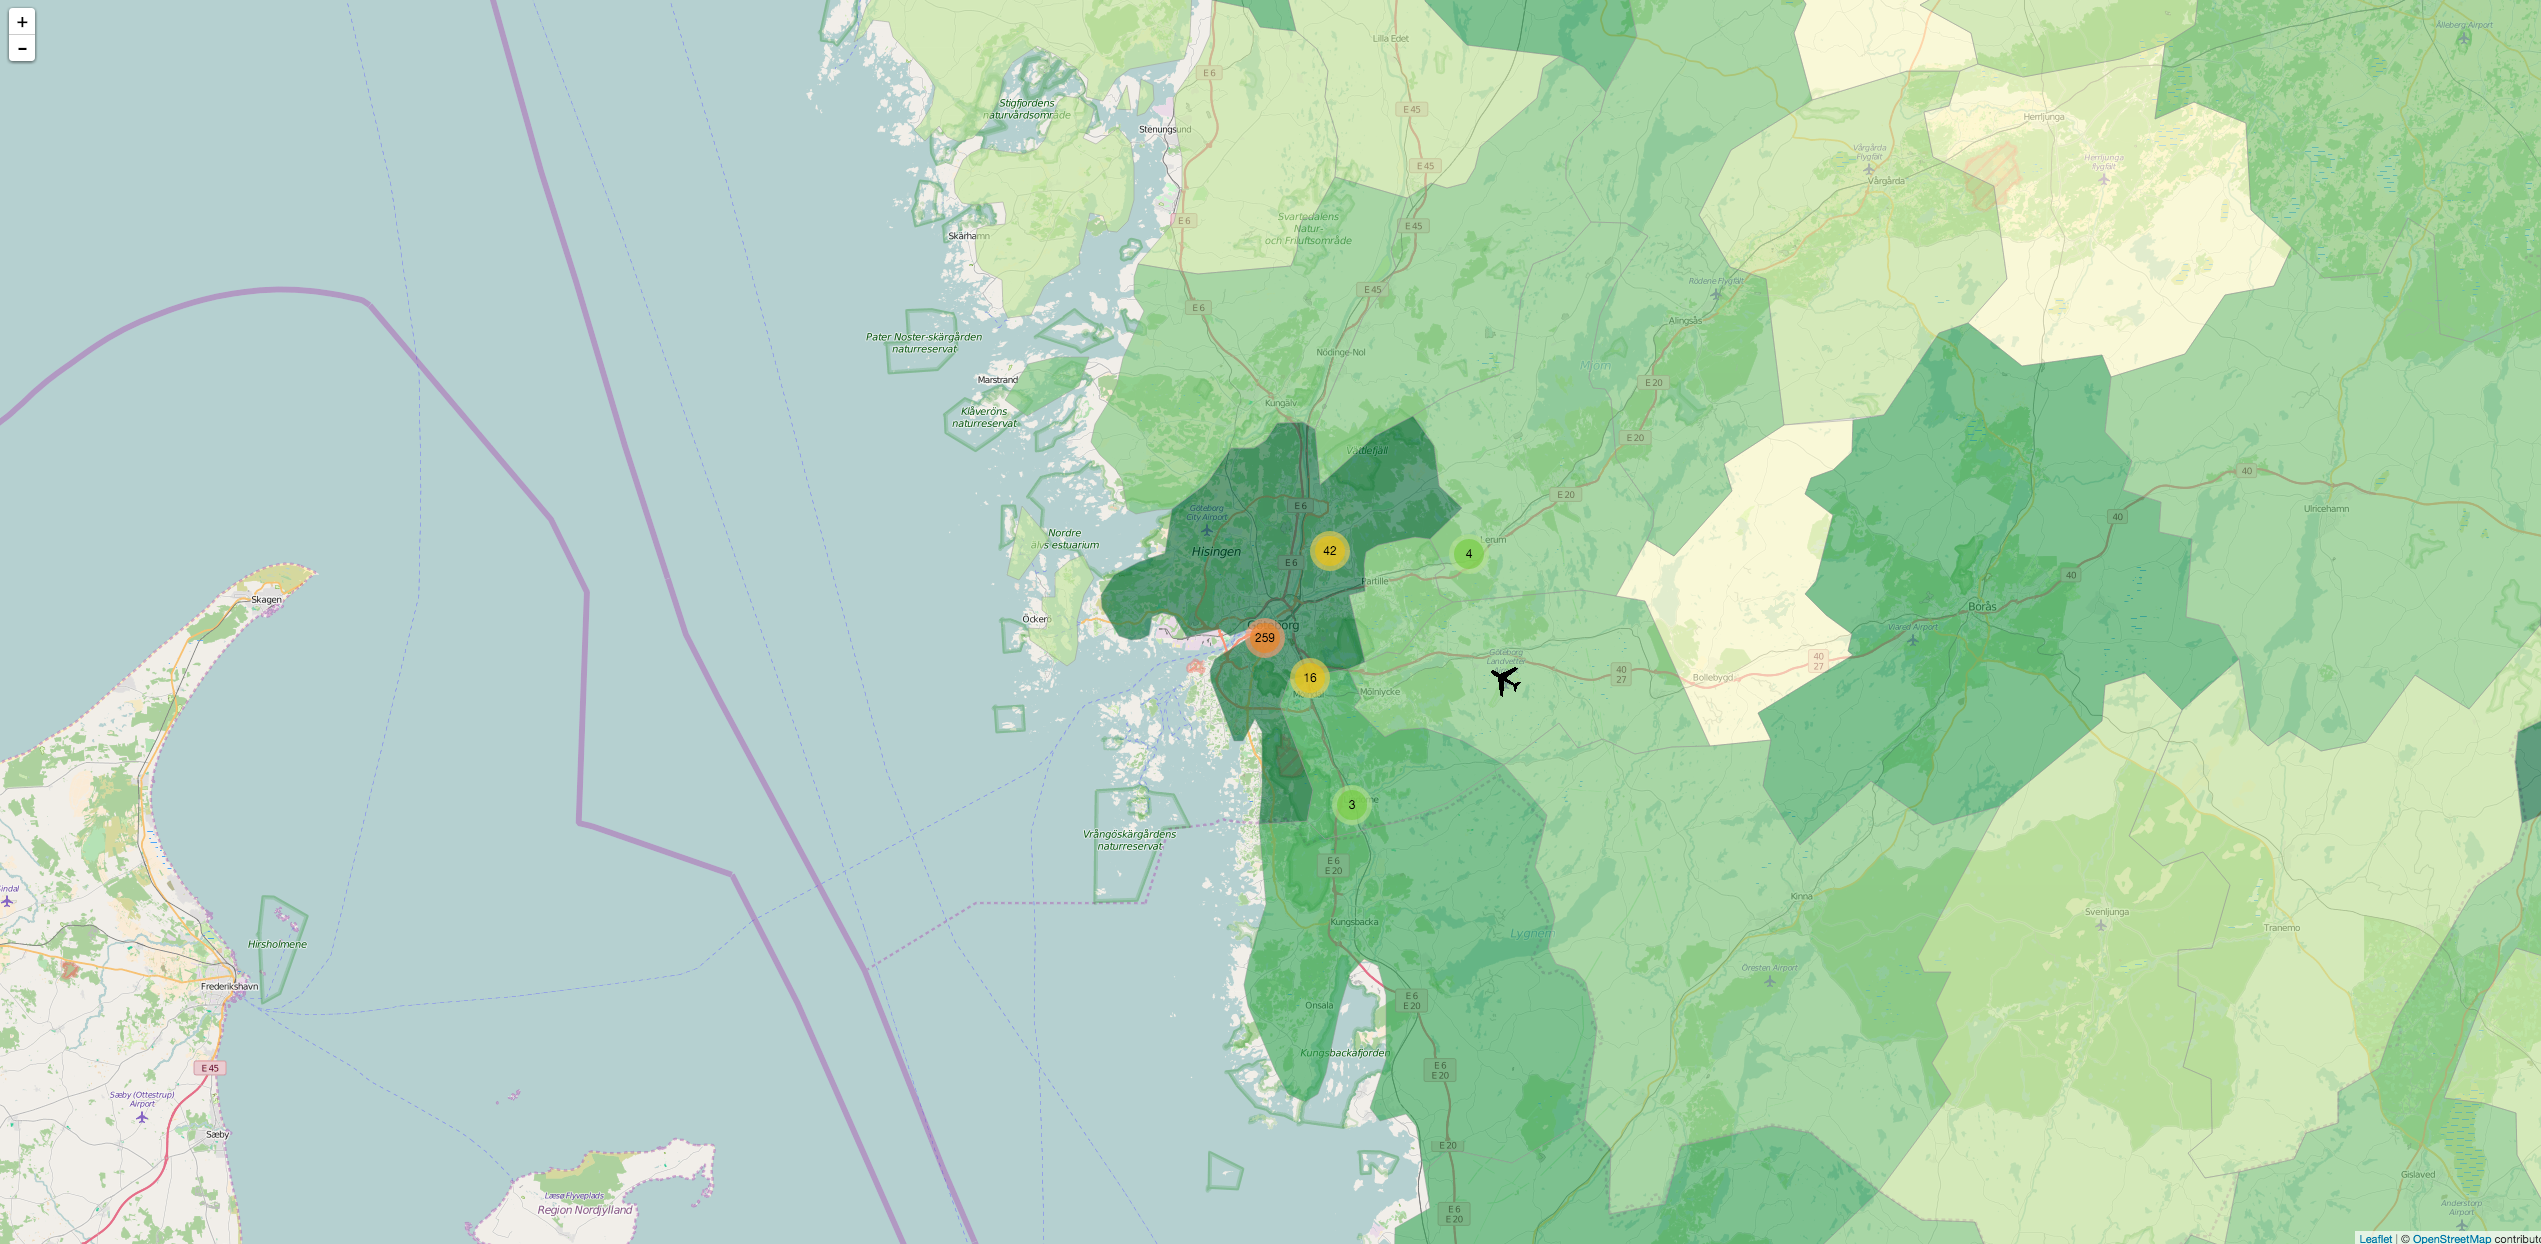 +
-
Lilla Edet
Ålleberg Airport
E 6
Stigfjordens
naturvårdsområde
E 45
Stenungsund
Herrljunga
Vårgårda
Flygfält
Herrljunga
flygfält
Vårgårda
E 45
E 6
Svartedalens
Natur-
och Friluftsområde
E 45
Skärhamn
E 45
Rödene Flygfält
E 6
Alingsås
Pater Noster-skärgården
naturreservat
Nödinge-Nol
Mjörn
Marstrand
E 20
Kungälv
Klåveröns
naturreservat
E 20
Vättlefjäll
40
E 20
E 6
Göteborg
City Airport
40
Ulricehamn
Nordre
älvs estuarium
Hisingen
42
4
Lerum
E 6
Partille
40
Skagen
Borås
Öckerö
Göteborg
259
Viared Airport
Göteborg
Landvetter
40
27
40
27
16
Mölnlycke
Bollebygd
3
Vrångöskärgårdens
naturreservat
E 6
E 20
Sindal
Kinna
Kungsbacka
Svenljunga
Tranemo
Lygnern
Hirsholmene
Öresten Airport
Frederikshavn
Onsala
E 6
E 20
Kungsbackafjorden
E 45
E 6
E 20
Sæby (Ottestrup)
Airport
Sæby
E 20
Gislaved
Læsø Flyveplads
Region Nordjylland
Anderstorp
Airport
E 6
E 20
Leaflet | © OpenStreetMap contribut